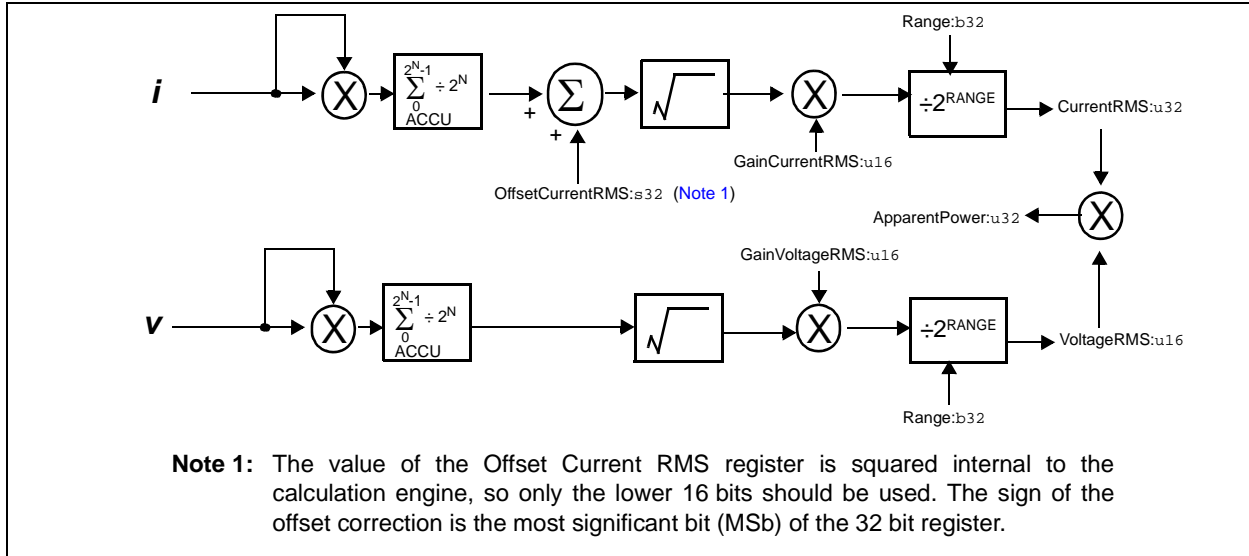 Range:b32
i
X
2^N-1
∑ ÷ 2^N
0
ACCU
∑
+
+
√
X
÷2^RANGE
CurrentRMS:u32
GainCurrentRMS:u16
OffsetCurrentRMS:s32 (Note 1)
ApparentPower:u32
X
GainVoltageRMS:u16
v
X
2^N-1
∑ ÷ 2^N
0
ACCU
√
X
÷2^RANGE
VoltageRMS:u16
Range:b32
Note 1: The value of the Offset Current RMS register is squared internal to the
calculation engine, so only the lower 16 bits should be used. The sign of the
offset correction is the most significant bit (MSb) of the 32 bit register.